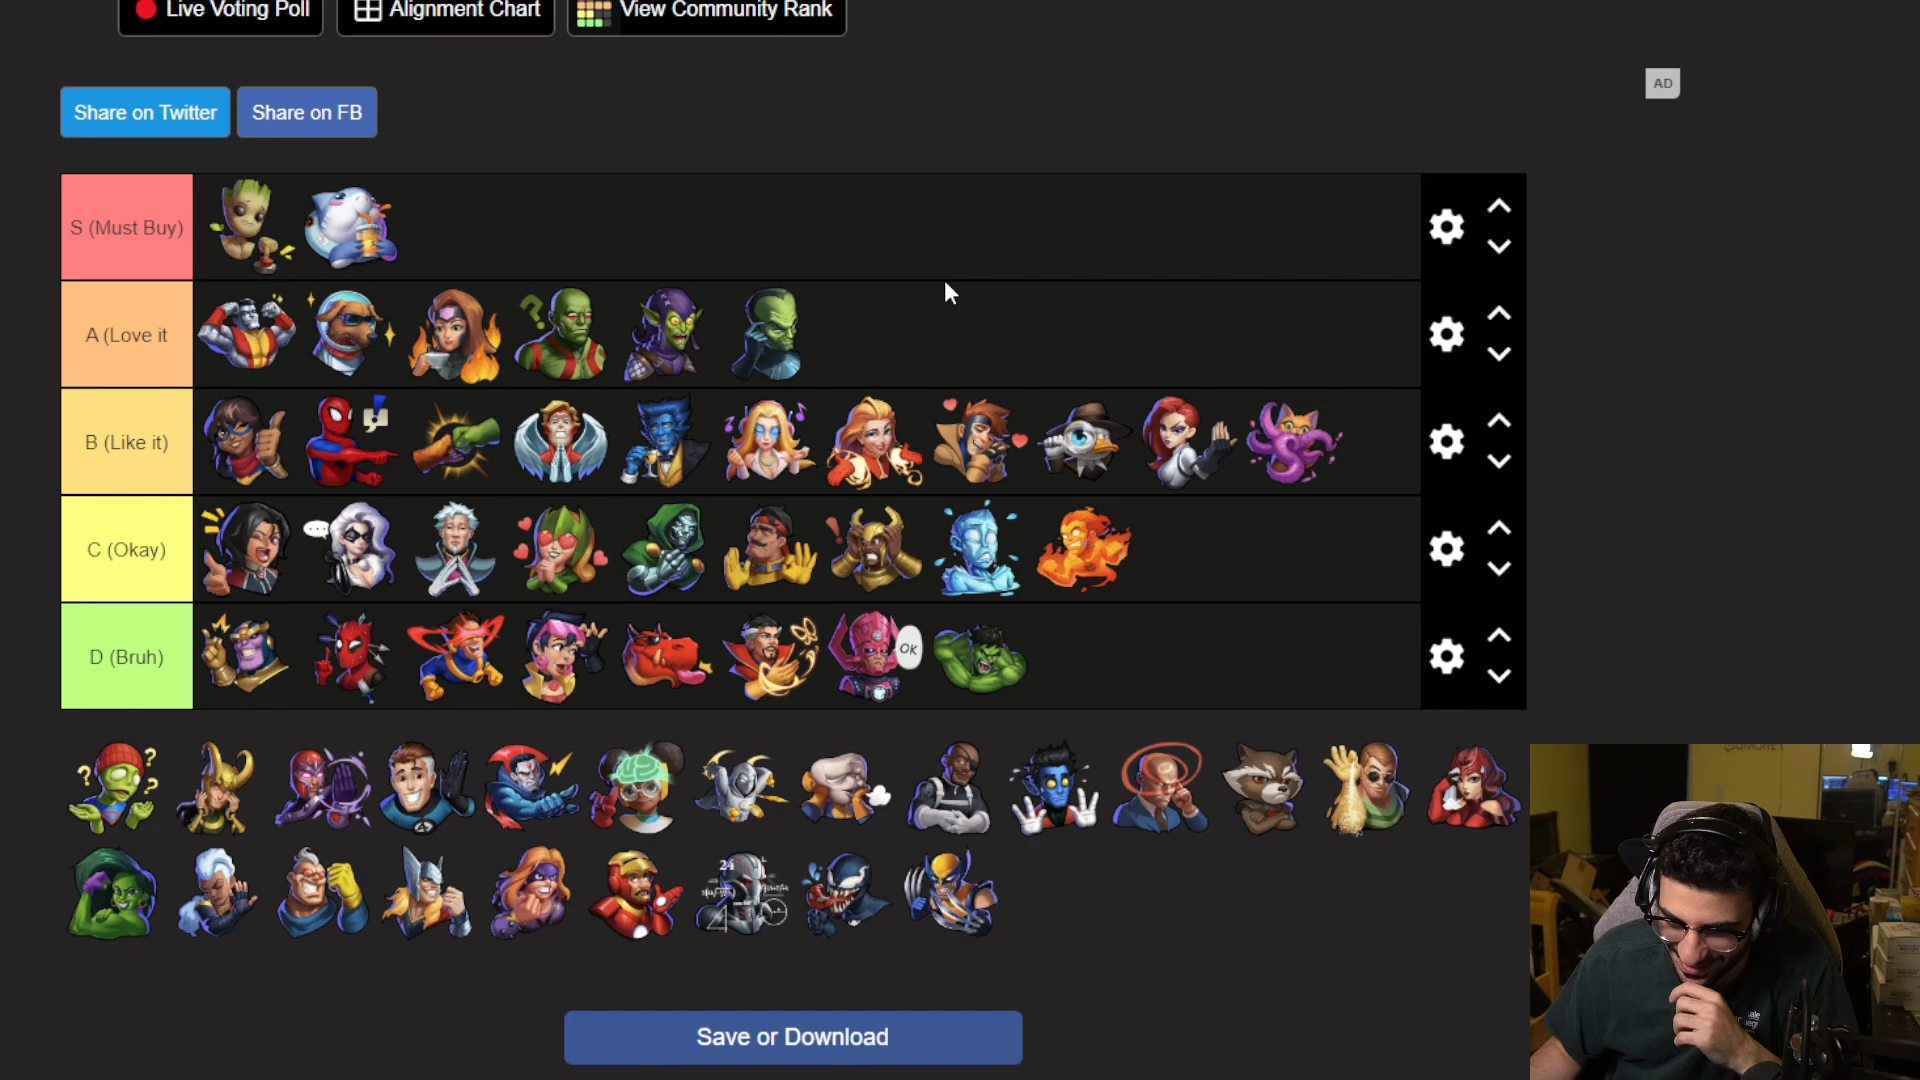 Live Voting Poll
Alignment Chart
View Community Rank
AD
Share on Twitter
Share on FB
S (Must Buy)
A (Love it
B (Like it)
C (Okay)
D (Bruh)
OK
24
Save or Download